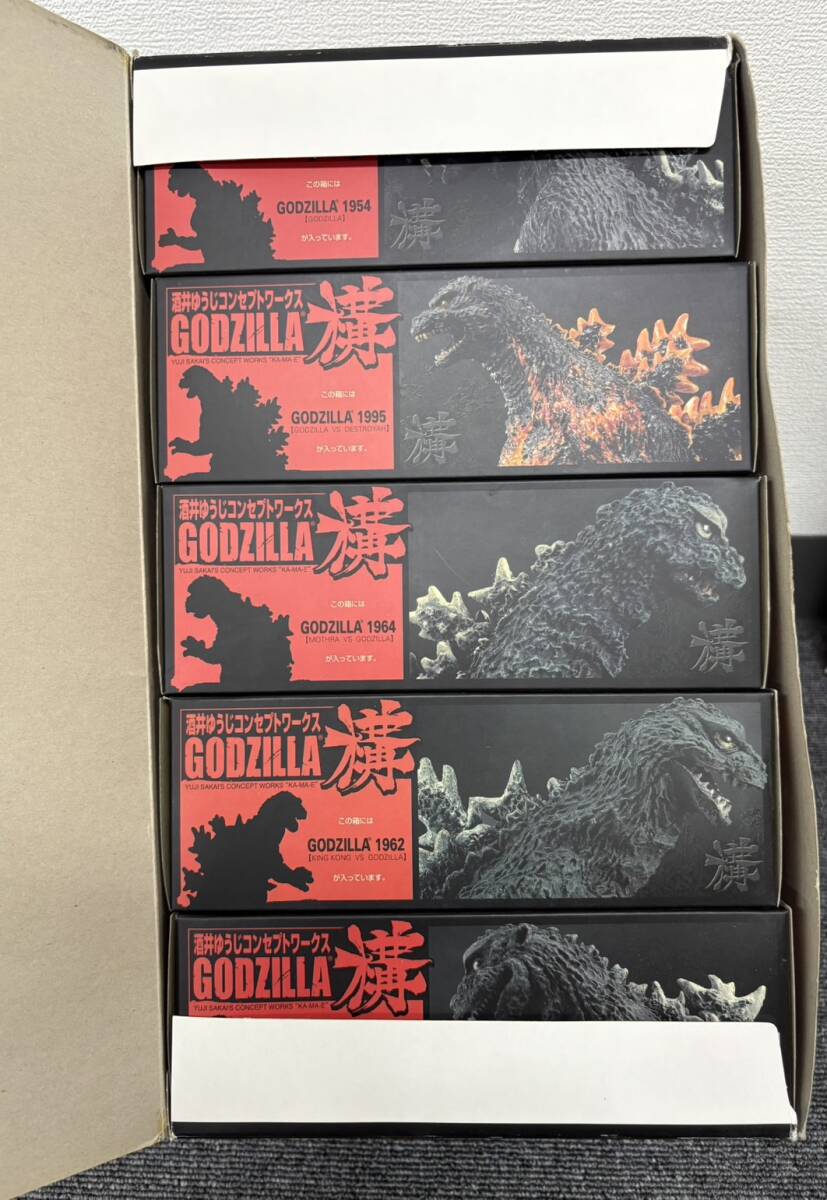 この箱には
GODZILLA® 1954
【GODZILLA】
が入っています。
構
酒井ゆうじコンセプトワークス
GODZILLA®
構
YUJI SAKAI'S CONCEPT WORKS "KA-MA-E"
この箱には
GODZILLA® 1995
【GODZILLA VS DESTROYAH】
が入っています。
構
酒井ゆうじコンセプトワークス
GODZILLA®
構
YUJI SAKAI'S CONCEPT WORKS "KA-MA-E"
この箱には
GODZILLA® 1964
【MOTHRA VS GODZILLA】
が入っています。
構
酒井ゆうじコンセプトワークス
GODZILLA®
構
YUJI SAKAI'S CONCEPT WORKS "KA-MA-E"
この箱には
GODZILLA® 1962
【KING KONG VS GODZILLA】
が入っています。
構
酒井ゆうじコンセプトワークス
GODZILLA®
構
YUJI SAKAI'S CONCEPT WORKS "KA-MA-E"